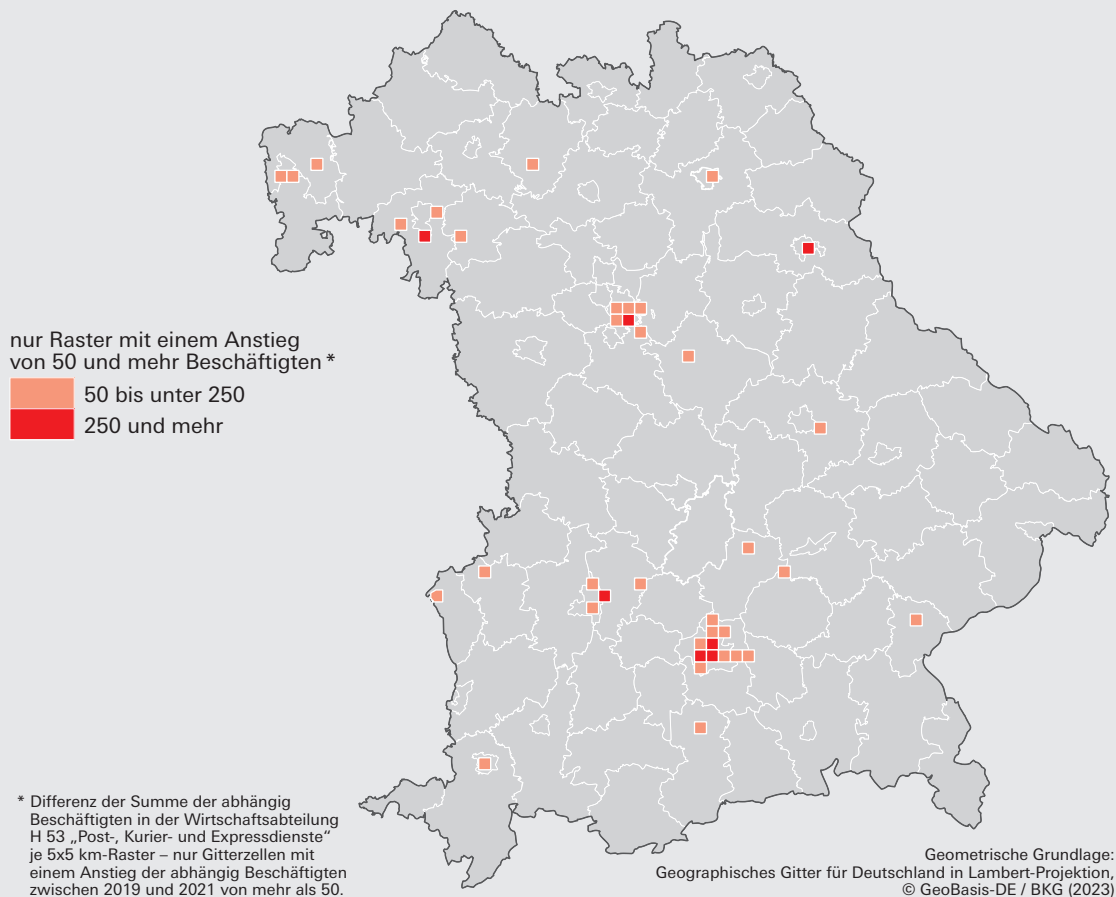 nur Raster mit einem Anstieg
von 50 und mehr Beschäftigten *
50 bis unter 250
250 und mehr
* Differenz der Summe der abhängig
Beschäftigten in der Wirtschaftsabteilung
H 53 „Post-, Kurier- und Expressdienste“
je 5x5 km-Raster – nur Gitterzellen mit
einem Anstieg der abhängig Beschäftigten
zwischen 2019 und 2021 von mehr als 50.
Geometrische Grundlage:
Geographisches Gitter für Deutschland in Lambert-Projektion,
© GeoBasis-DE / BKG (2023)